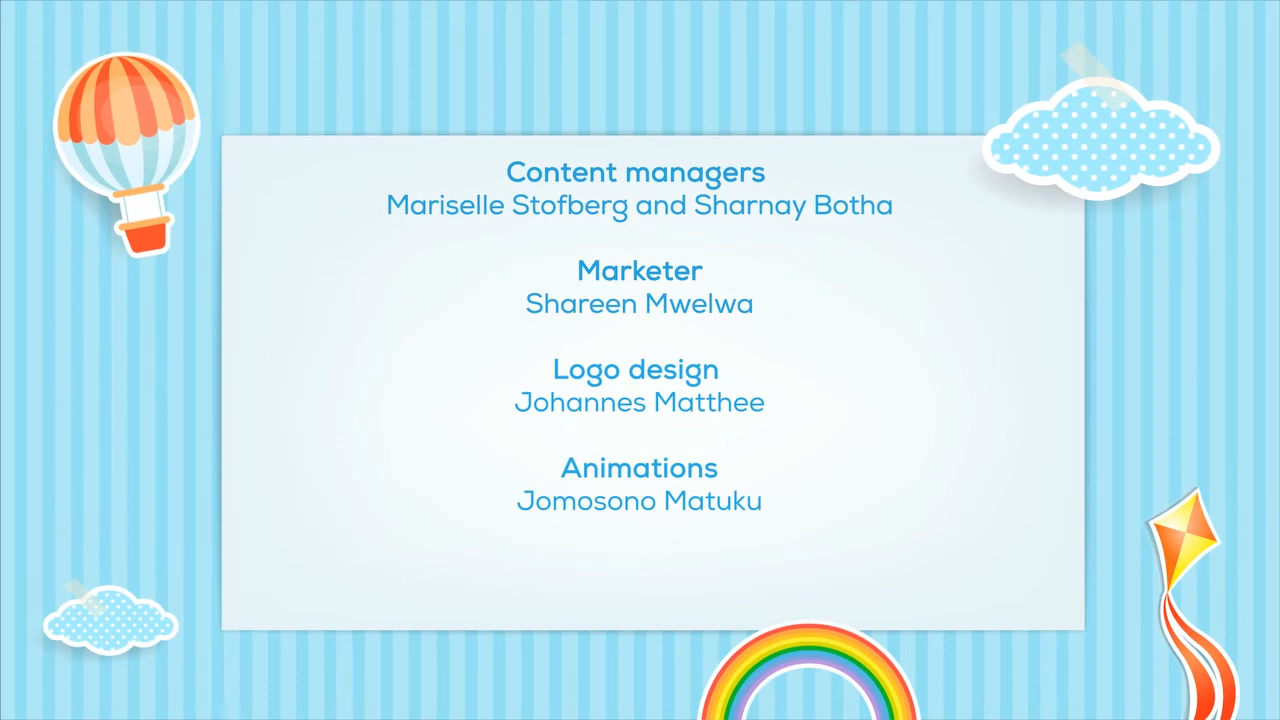 Content managers
Mariselle Stofberg and Sharnay Botha
Marketer
Shareen Mwelwa
Logo design
Johannes Matthee
Animations
Jomosono Matuku